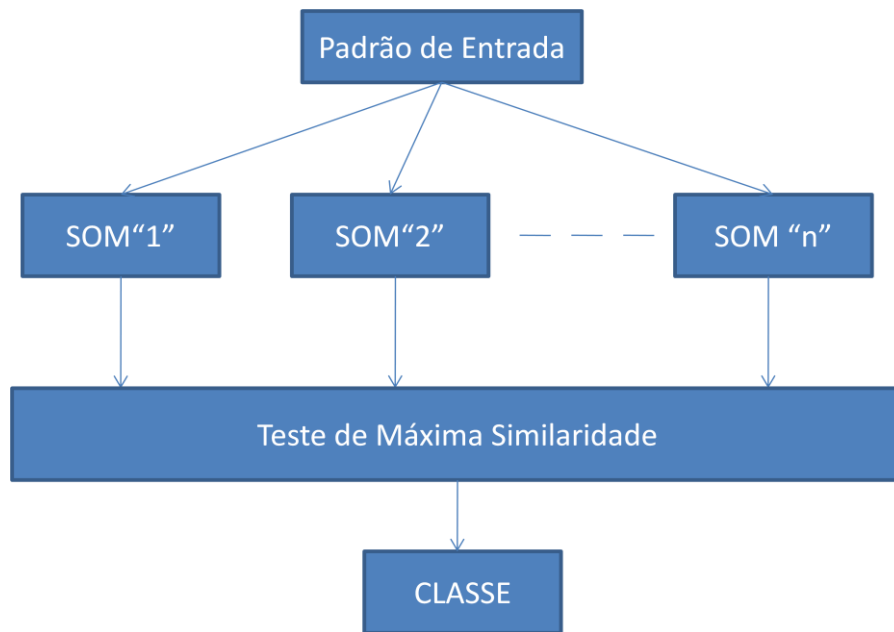 Padrão de Entrada
SOM“1”
SOM“2”
SOM “n”
Teste de Máxima Similaridade
CLASSE